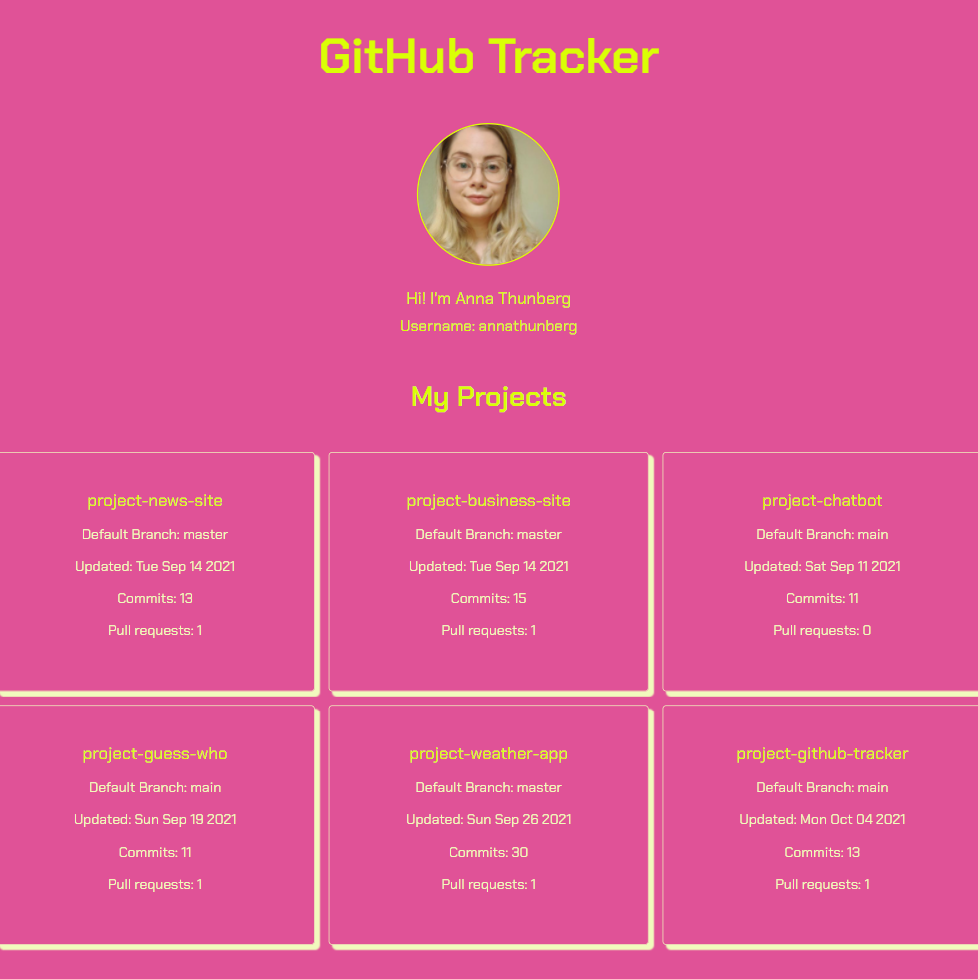 GitHub Tracker
Hi! I'm Anna Thunberg
Username: annathunberg
My Projects
project-news-site
Default Branch: master
Updated: Tue Sep 14 2021
Commits: 13
Pull requests: 1
project-business-site
Default Branch: master
Updated: Tue Sep 14 2021
Commits: 15
Pull requests: 1
project-chatbot
Default Branch: main
Updated: Sat Sep 11 2021
Commits: 11
Pull requests: 0
project-guess-who
Default Branch: main
Updated: Sun Sep 19 2021
Commits: 11
Pull requests: 1
project-weather-app
Default Branch: master
Updated: Sun Sep 26 2021
Commits: 30
Pull requests: 1
project-github-tracker
Default Branch: main
Updated: Mon Oct 04 2021
Commits: 13
Pull requests: 1